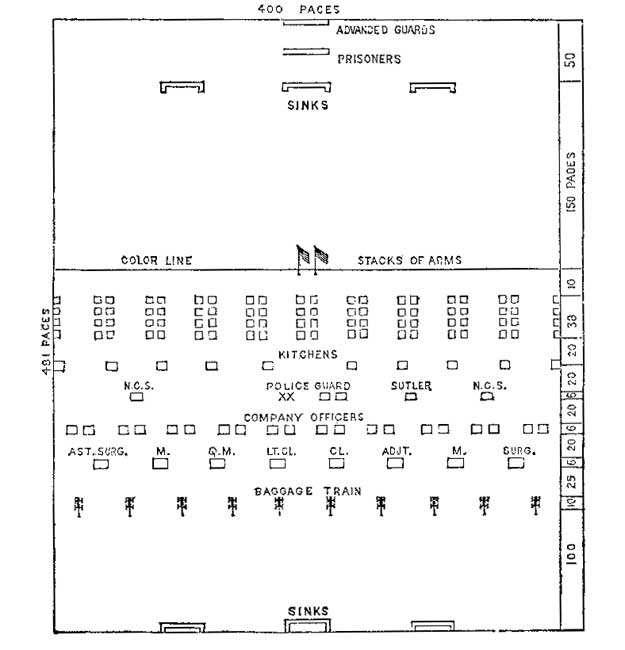 400 PACES
ADVANCED GUARDS
PRISONERS
50
SINKS
150 PACES
COLOR LINE
STACKS OF ARMS
10
481 PACES
38
KITCHENS
20
20
N.C.S.
POLICE GUARD
SUTLER
N.C.S.
XX
6
COMPANY OFFICERS
20
6
AST. SURG.
M.
Q.M.
LT.CL.
CL.
ADJT.
M.
SURG.
20
6
BAGGAGE TRAIN
25
10
100
SINKS